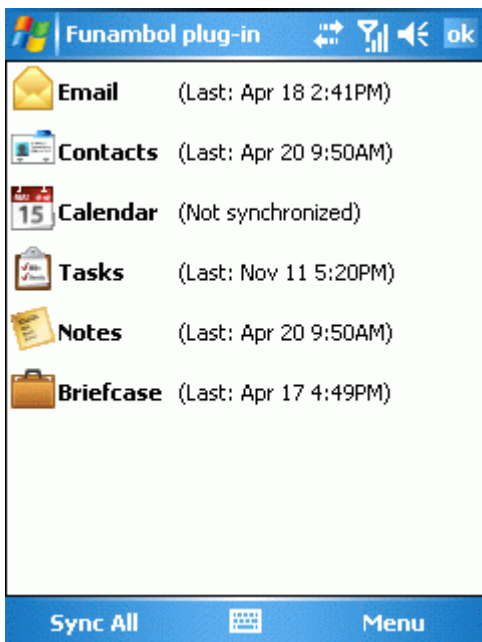 Funambol plug-in ok
Email (Last: Apr 18 2:41PM)
Contacts (Last: Apr 20 9:50AM)
15 Calendar (Not synchronized)
Tasks (Last: Nov 11 5:20PM)
Notes (Last: Apr 20 9:50AM)
Briefcase (Last: Apr 17 4:49PM)
Sync All Menu